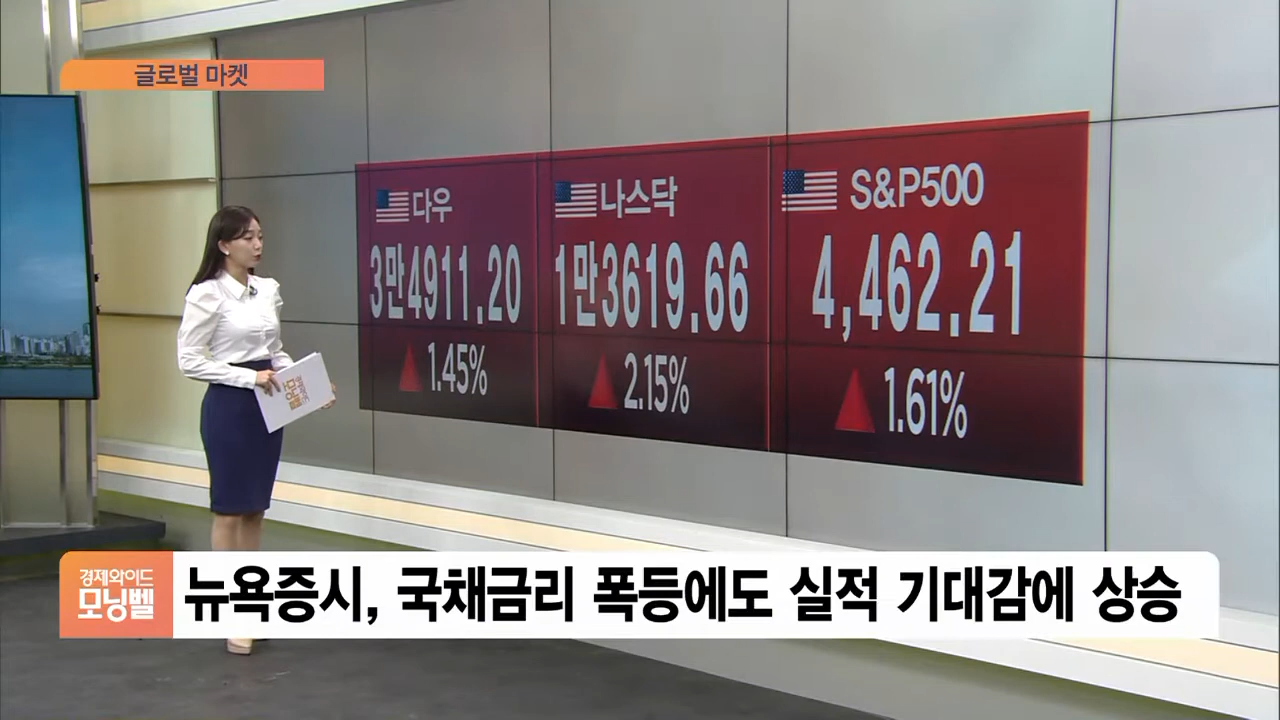 글로벌 마켓
다우
3만4911.20
▲ 1.45%
나스닥
1만3619.66
▲ 2.15%
S&P500
4,462.21
▲ 1.61%
경제와이드
모닝벨
뉴욕증시, 국채금리 폭등에도 실적 기대감에 상승